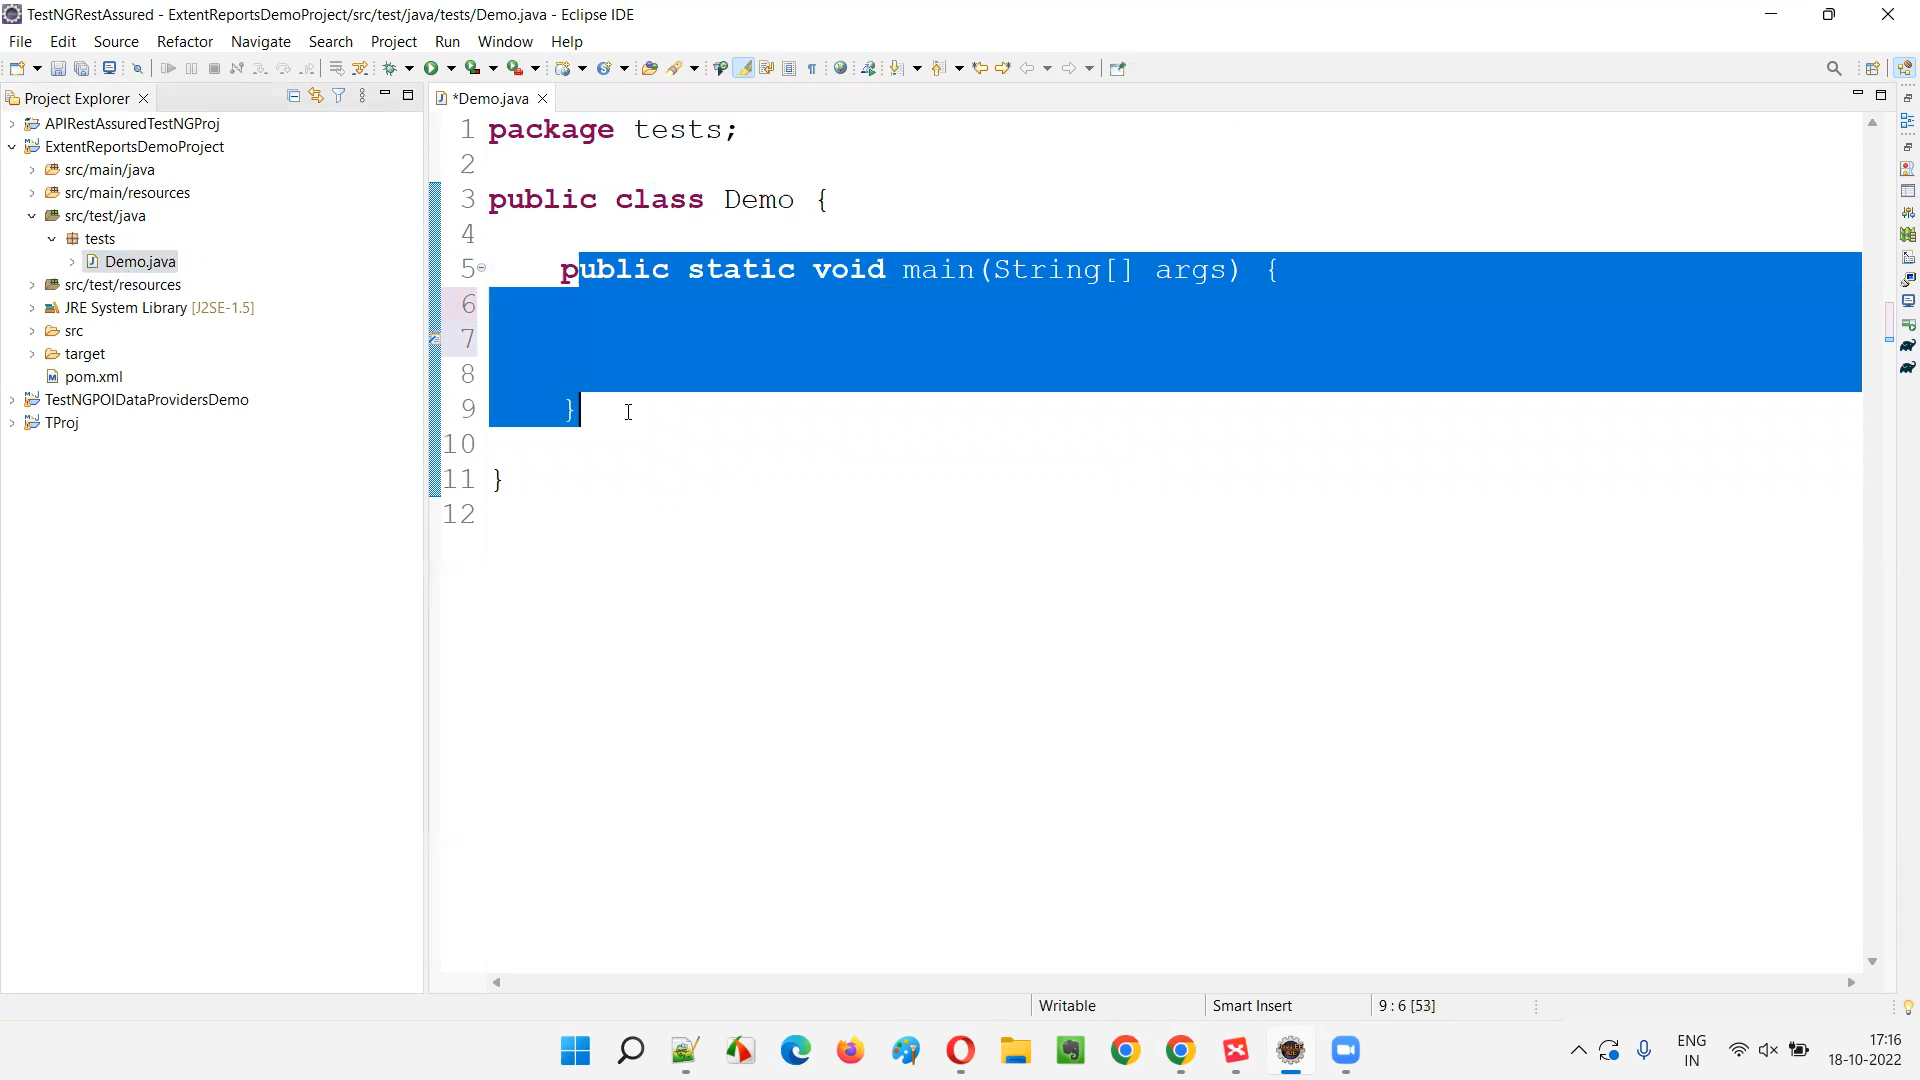 TestNGRestAssured - ExtentReportsDemoProject/src/test/java/tests/Demo.java - Eclipse IDE
File Edit Source Refactor Navigate Search Project Run Window Help
Project Explorer
*Demo.java
APIRestAssuredTestNGProj
ExtentReportsDemoProject
src/main/java
src/main/resources
src/test/java
tests
Demo.java
src/test/resources
JRE System Library [J2SE-1.5]
src
target
pom.xml
TestNGPOIDataProvidersDemo
TProj
1 package tests;
2
3 public class Demo {
4
5 public static void main(String[] args) {
6
7
8
9 }
10
11 }
12
Writable Smart Insert 9 : 6 [53]
ENG
IN
17:16
18-10-2022